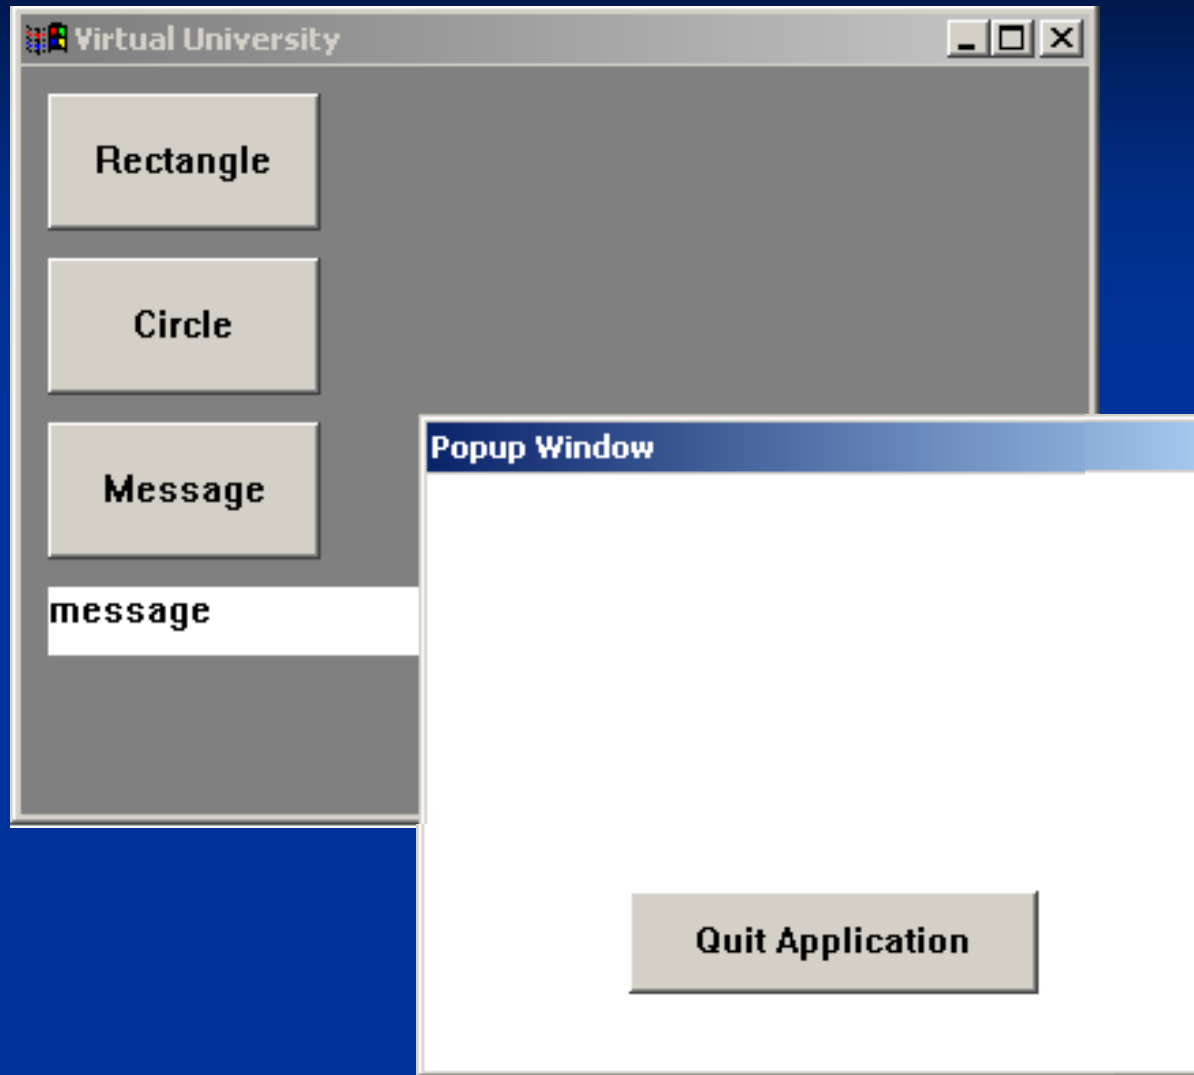 Virtual University
Rectangle
Circle
Message
message
Popup Window
Quit Application